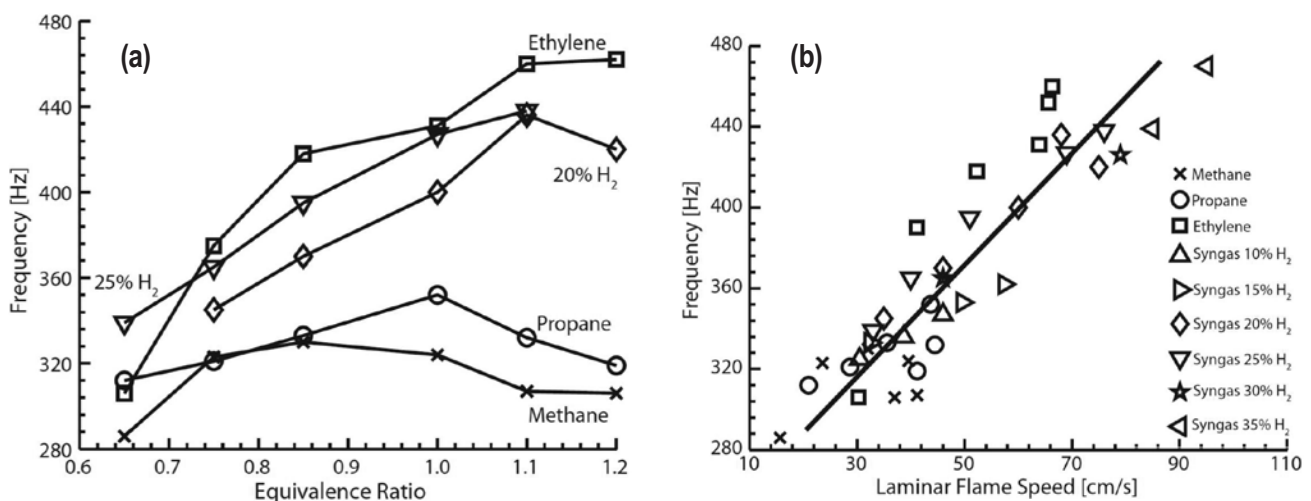 (a)
Frequency [Hz]
480
440
400
360
320
280
0.6 0.7 0.8 0.9 1.0 1.1 1.2
Equivalence Ratio
Ethylene
20% H₂
25% H₂
Propane
Methane
(b)
Frequency [Hz]
480
440
400
360
320
280
10 30 50 70 90 110
Laminar Flame Speed [cm/s]
Methane
Propane
Ethylene
Syngas 10% H₂
Syngas 15% H₂
Syngas 20% H₂
Syngas 25% H₂
Syngas 30% H₂
Syngas 35% H₂